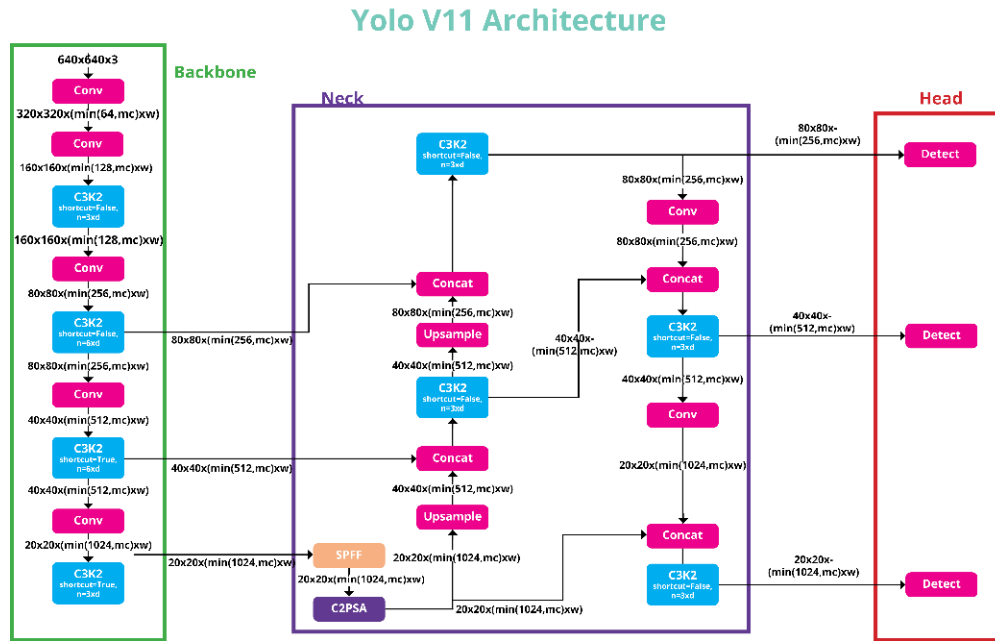 Yolo V11 Architecture
Backbone
640x640x3
Conv
320x320x(min(64,mc)xw)
Conv
160x160x(min(128,mc)xw)
C3K2
shortcut=False,
n=3xd
160x160x(min(128,mc)xw)
Conv
80x80x(min(256,mc)xw)
C3K2
shortcut=False,
n=6xd
80x80x(min(256,mc)xw)
80x80x(min(256,mc)xw)
Conv
40x40x(min(512,mc)xw)
C3K2
shortcut=True,
n=6xd
40x40x(min(512,mc)xw)
40x40x(min(512,mc)xw)
Conv
20x20x(min(1024,mc)xw)
20x20x(min(1024,mc)xw)
C3K2
shortcut=True,
n=3xd
Neck
C3K2
shortcut=False,
n=3xd
Concat
80x80x(min(256,mc)xw)
Upsample
40x40x(min(512,mc)xw)
C3K2
shortcut=False,
n=3xd
40x40x-
(min(512,mc)xw)
Concat
40x40x(min(512,mc)xw)
Upsample
20x20x(min(1024,mc)xw)
SPFF
20x20x(min(1024,mc)xw)
C2PSA
20x20x(min(1024,mc)xw)
80x80x(min(256,mc)xw)
Conv
80x80x(min(256,mc)xw)
Concat
C3K2
shortcut=False,
n=3xd
40x40x(min(512,mc)xw)
Conv
20x20x(min(1024,mc)xw)
Concat
C3K2
shortcut=False,
n=3xd
Head
80x80x-
(min(256,mc)xw)
Detect
40x40x-
(min(512,mc)xw)
Detect
20x20x-
(min(1024,mc)xw)
Detect